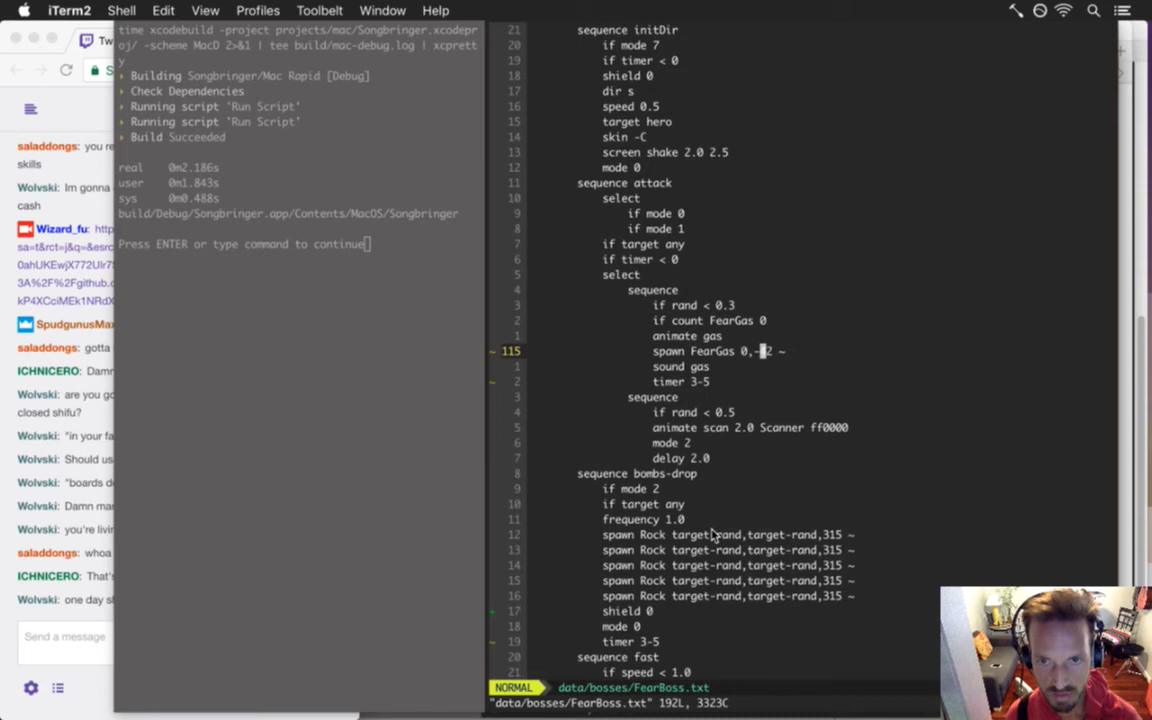 iTerm2 Shell Edit View Profiles Toolbelt Window Help
Tw
saladdongs: you re
skills
Wolvski: Im gonna
cash
Wizard_fu: http
sa=t&rct=j&q=&esrc
3A%2F%2Fgithub.c
SpudgunusMax
saladdongs: gotta
ICHNICERO: Damn
Wolvski: are you go
closed shifu?
Wolvski: "in your fa
Wolvski: Should us
Wolvski: "boards d
Wolvski: Damn mar
Wolvski: you're livin
saladdongs: whoa
ICHNICERO: That's
Wolvski: one day sh
Send a message
time xcodebuild -project projects/mac/Songbringer.xcodepr
oj/ -scheme MacD 2>&1 | tee build/mac-debug.log | xcprett
y
Building Songbringer/Mac Rapid [Debug]
Check Dependencies
Running script 'Run Script'
Running script 'Run Script'
Build Succeeded
real 0m2.186s
user 0m1.843s
sys 0m0.488s
build/Debug/Songbringer.app/Contents/MacOS/Songbringer
Press ENTER or type command to continue
21 sequence initDir
20 if mode 7
19 if timer < 0
18 shield 0
17 dir s
16 speed 0.5
15 target hero
14 skin -C
13 screen shake 2.0 2.5
12 mode 0
11 sequence attack
10 select
9 if mode 0
8 if mode 1
7 if target any
6 if timer < 0
5 select
4 sequence
3 if rand < 0.3
2 if count FearGas 0
1 animate gas
~ 115 spawn FearGas 0,- 2 ~
1 sound gas
~ 2 timer 3-5
3 sequence
4 if rand < 0.5
5 animate scan 2.0 Scanner ff0000
6 mode 2
7 delay 2.0
8 sequence bombs-drop
9 if mode 2
10 if target any
11 frequency 1.0
12 spawn Rock target-rand,target-rand,315 ~
13 spawn Rock target-rand,target-rand,315 ~
14 spawn Rock target-rand,target-rand,315 ~
15 spawn Rock target-rand,target-rand,315 ~
16 spawn Rock target-rand,target-rand,315 ~
+ 17 shield 0
18 mode 0
~ 19 timer 3-5
20 sequence fast
21 if speed < 1.0
NORMAL data/bosses/FearBoss.txt
"data/bosses/FearBoss.txt" 192L, 3323C